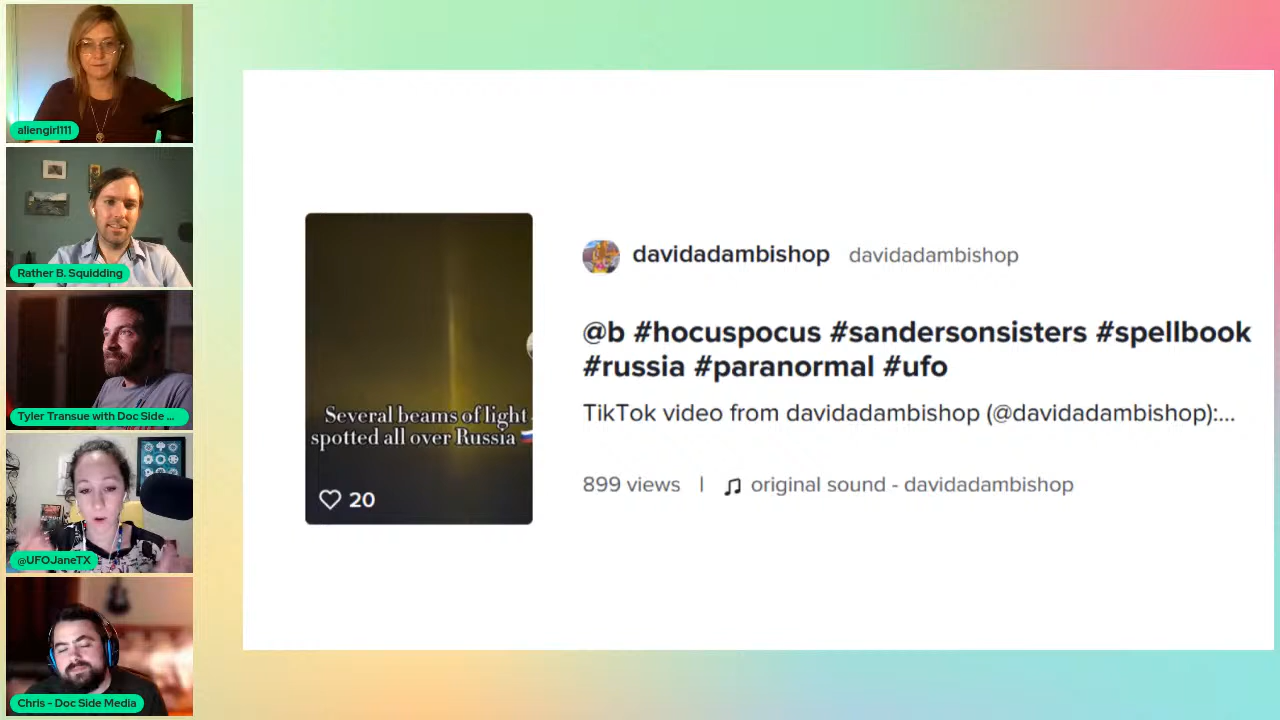 aliengirl111
Rather B. Squidding
Tyler Transue with Doc Side ...
@UFOJaneTX
Chris - Doc Side Media
Several beams of light
spotted all over Russia
20
davidadambishop davidadambishop
@b #hocuspocus #sandersonsisters #spellbook
#russia #paranormal #ufo
TikTok video from davidadambishop (@davidadambishop):...
899 views | original sound - davidadambishop